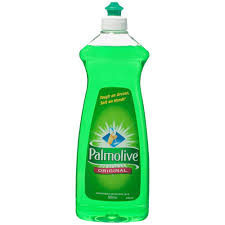 Tough on Grease,
Soft on Hands!
Palmolive
ORIGINAL